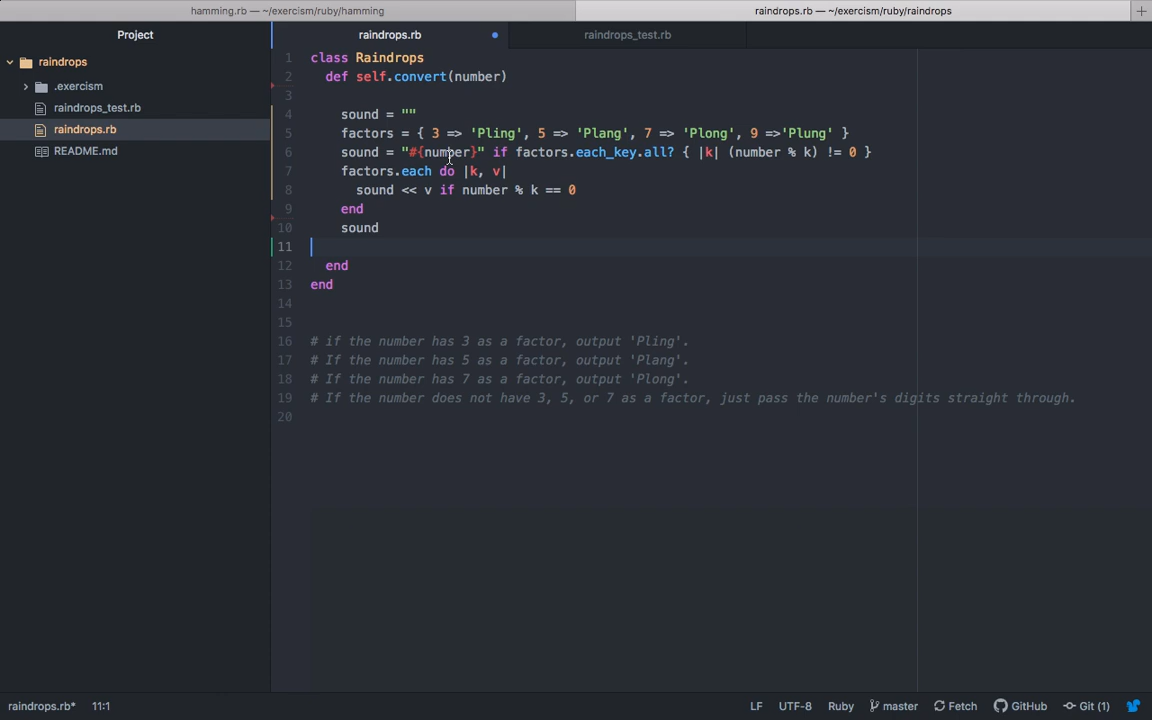 hamming.rb — ~/exercism/ruby/hamming
raindrops.rb — ~/exercism/ruby/raindrops
+
Project
raindrops
.exercism
raindrops_test.rb
raindrops.rb
README.md
raindrops.rb
raindrops_test.rb
1 class Raindrops
2 def self.convert(number)
3
4 sound = ""
5 factors = { 3 => 'Pling', 5 => 'Plang', 7 => 'Plong', 9 =>'Plung' }
6 sound = "#{number}" if factors.each_key.all? { |k| (number % k) != 0 }
7 factors.each do |k, v|
8 sound << v if number % k == 0
9 end
10 sound
11
12 end
13 end
14
15
16 # if the number has 3 as a factor, output 'Pling'.
17 # If the number has 5 as a factor, output 'Plang'.
18 # If the number has 7 as a factor, output 'Plong'.
19 # If the number does not have 3, 5, or 7 as a factor, just pass the number's digits straight through.
20
raindrops.rb* 11:1 LF UTF-8 Ruby master Fetch GitHub Git (1)